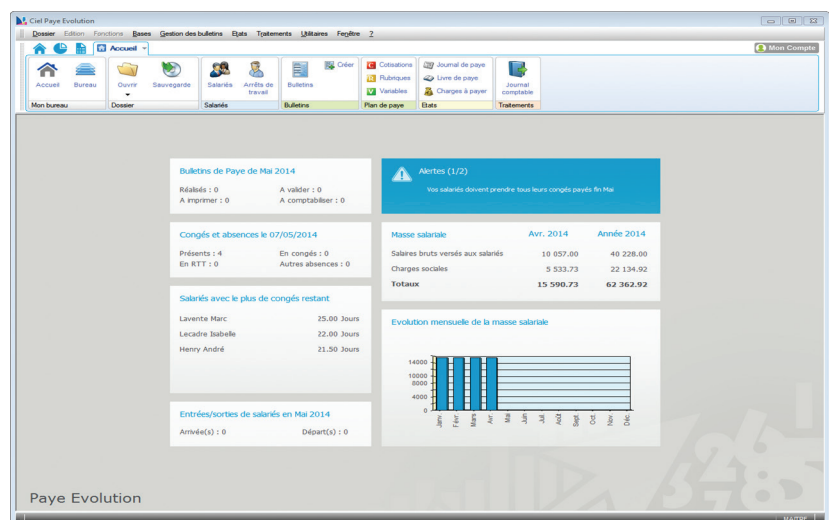 Ciel Paye Evolution
Dossier Edition Fonctions Bases Gestion des bulletins Etats Traitements Utilitaires Fenêtre ?
Accueil
Mon Compte
Accueil Bureau Ouvrir Sauvegarde Salariés Arrêts de travail Bulletins Créer Cotisations Rubriques Variables Journal de paye Livre de paye Charges à payer Journal comptable
Mon bureau Dossier Salariés Bulletins Plan de paye Etats Traitements
Bulletins de Paye de Mai 2014
Réalisés : 0 A valider : 0
A imprimer : 0 A comptabiliser : 0
Alertes (1/2)
Vos salariés doivent prendre tous leurs congés payés fin Mai
Congés et absences le 07/05/2014
Présents : 4 En congés : 0
En RTT : 0 Autres absences : 0
Masse salariale Avr. 2014 Année 2014
Salaires bruts versés aux salariés 10 057.00 40 228.00
Charges sociales 5 533.73 22 134.92
Totaux 15 590.73 62 362.92
Salariés avec le plus de congés restant
Lavente Marc 25.00 Jours
Lecadre Isabelle 22.00 Jours
Henry André 21.50 Jours
Evolution mensuelle de la masse salariale
14000
10000
8000
4000
0
Janv. Févr. Mars Avr. Mai Juin Juil. Août Sept. Oct. Nov. Déc.
Entrées/sorties de salariés en Mai 2014
Arrivée(s) : 0 Départ(s) : 0
Paye Evolution
MAITRE